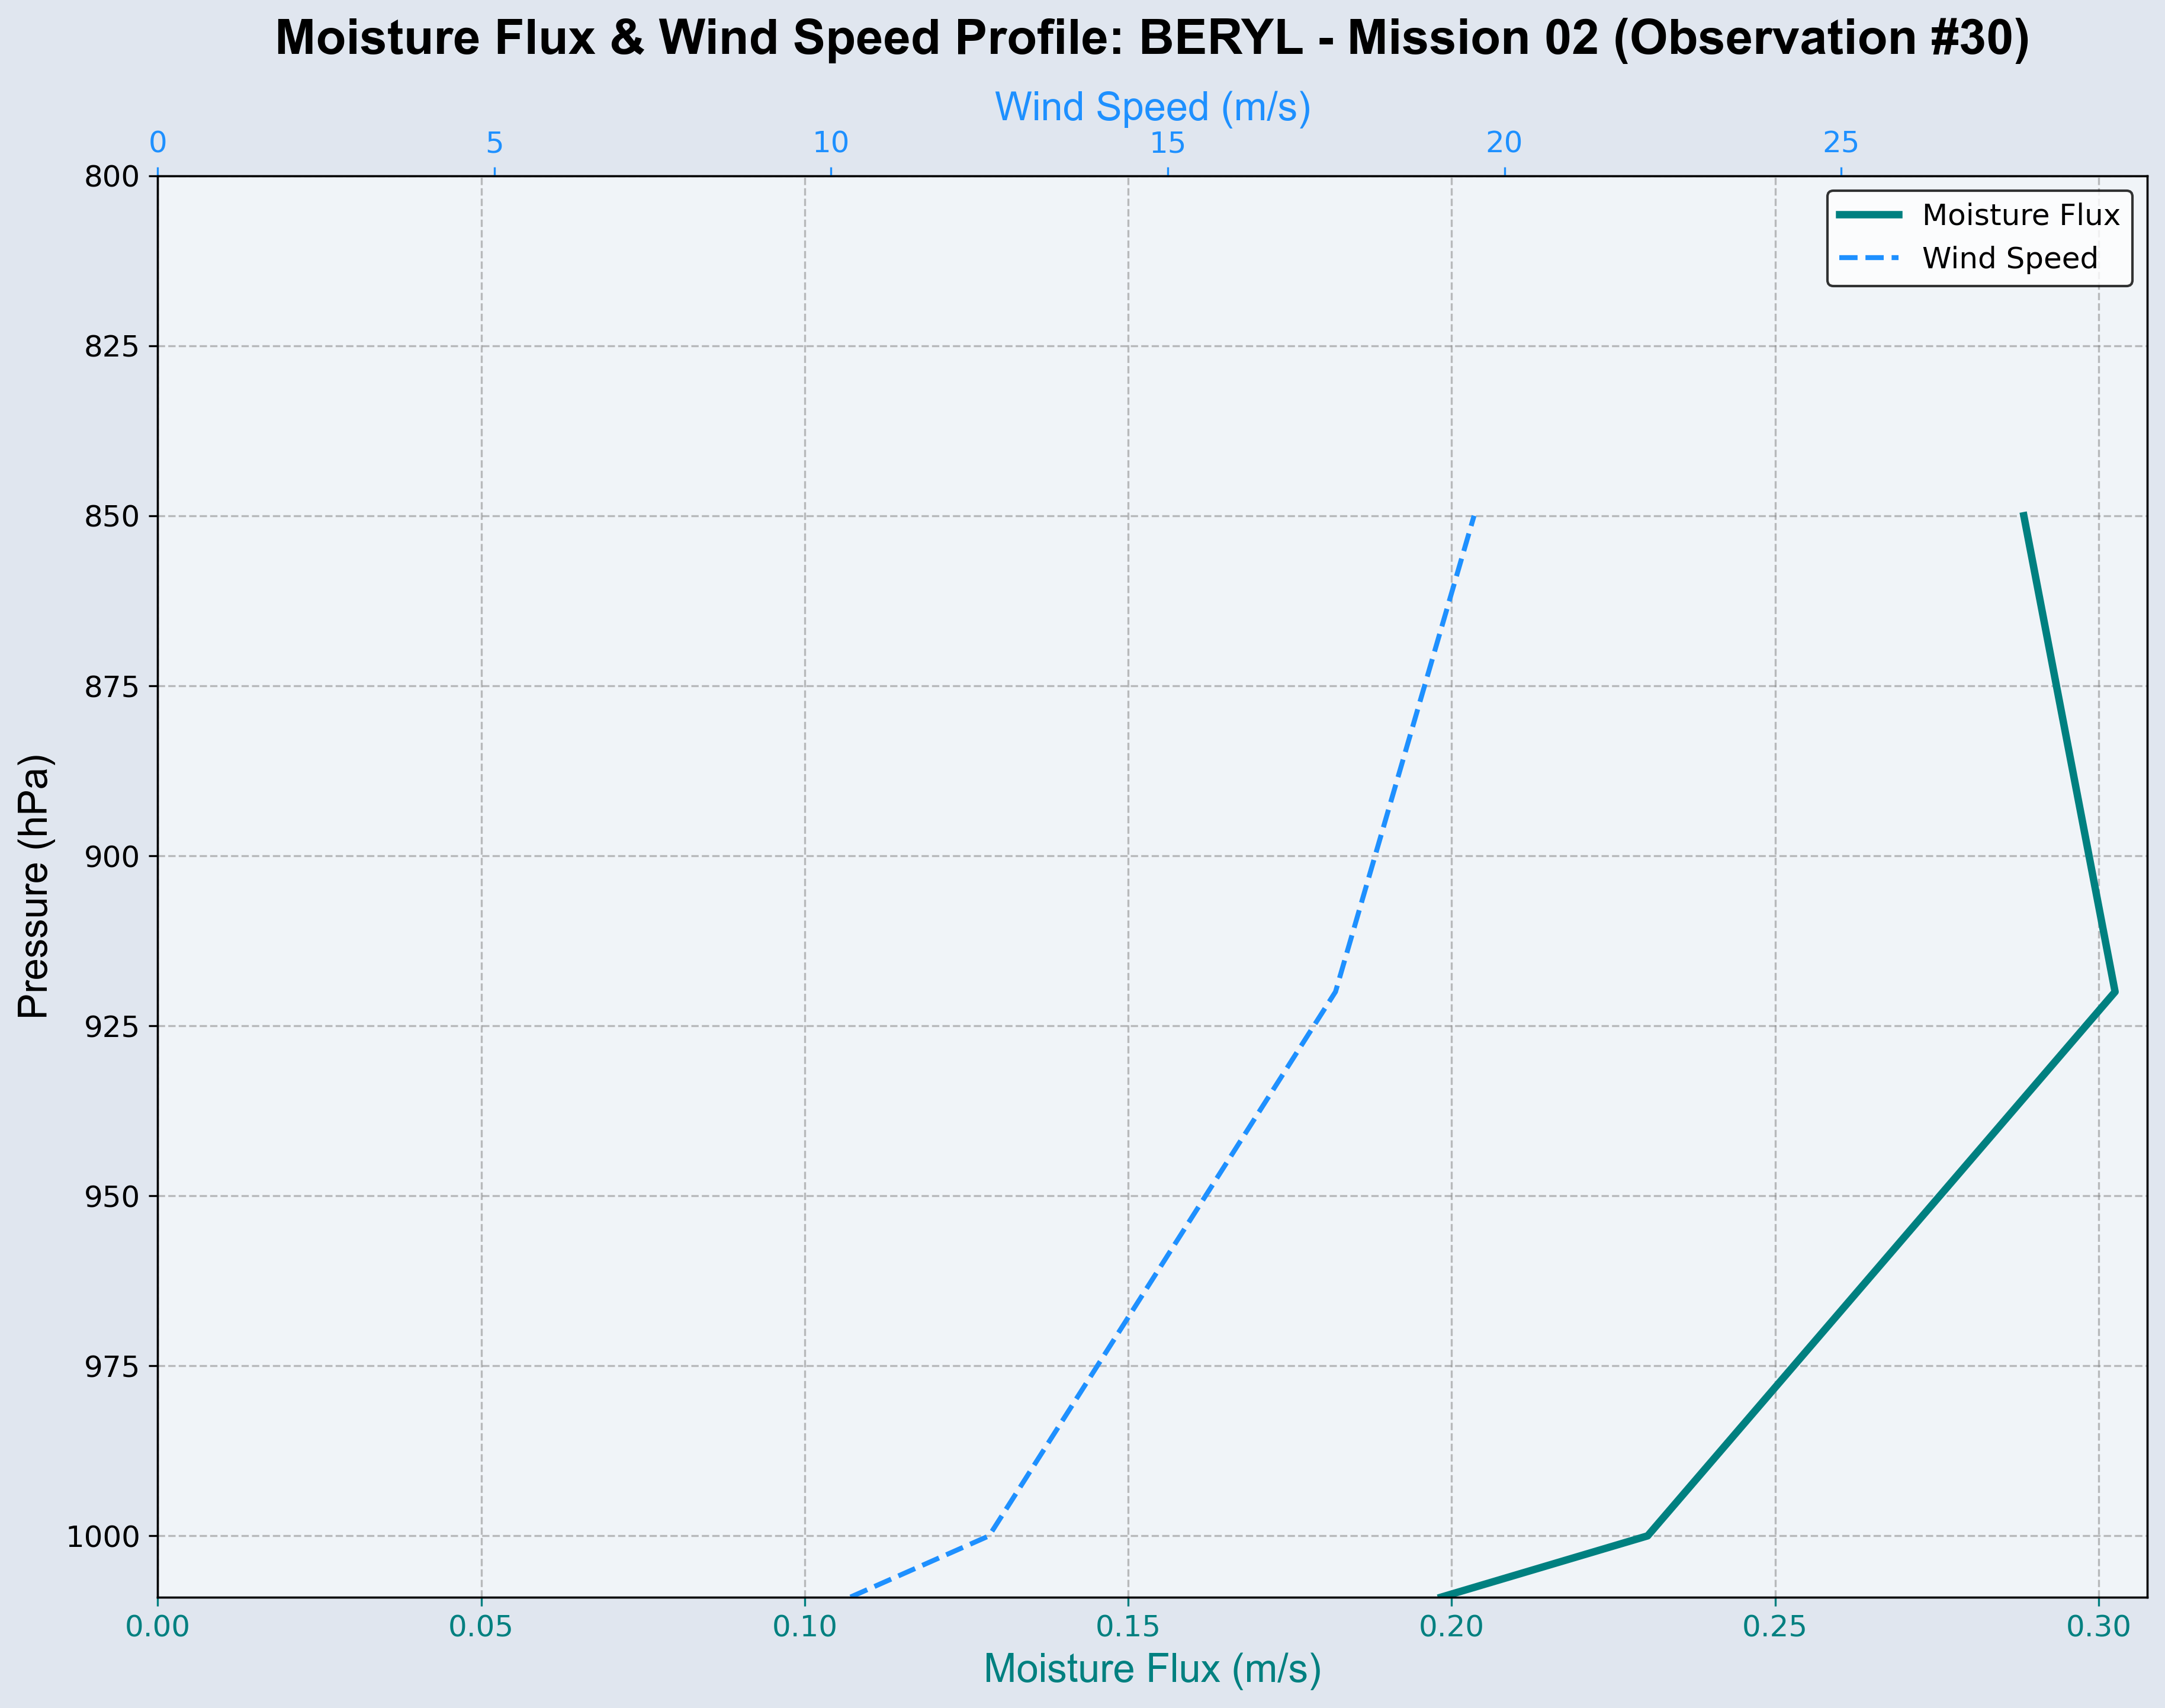 Moisture Flux & Wind Speed Profile: BERYL - Mission 02 (Observation #30)
Wind Speed (m/s)
0 5 10 15 20 25
Moisture Flux
Wind Speed
Pressure (hPa)
800
825
850
875
900
925
950
975
1000
0.00 0.05 0.10 0.15 0.20 0.25 0.30
Moisture Flux (m/s)